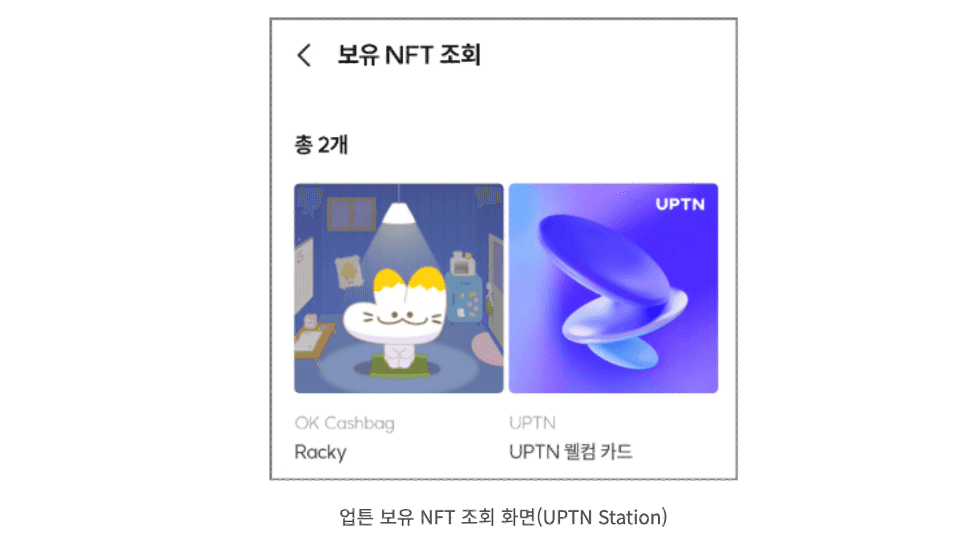 보유 NFT 조회
총 2개
UPTN
OK Cashbag
Racky
UPTN
UPTN 웰컴 카드
업튼 보유 NFT 조회 화면(UPTN Station)